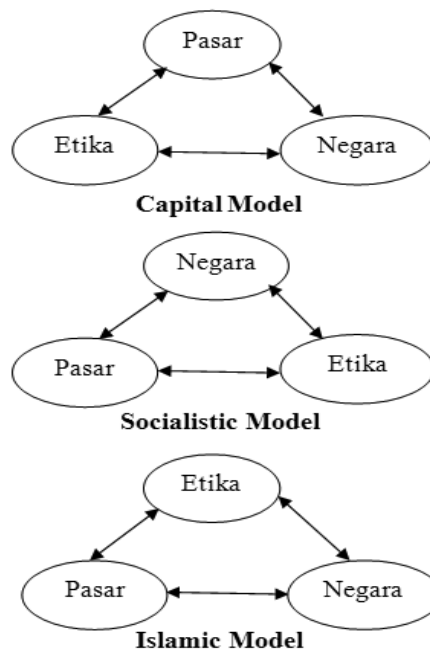 Pasar
Etika Negara
Capital Model
Negara
Pasar Etika
Socialistic Model
Etika
Pasar Negara
Islamic Model